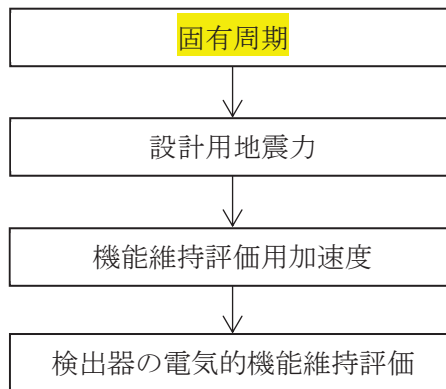 固有周期
設計用地震力
機能維持評価用加速度
検出器の電気的機能維持評価